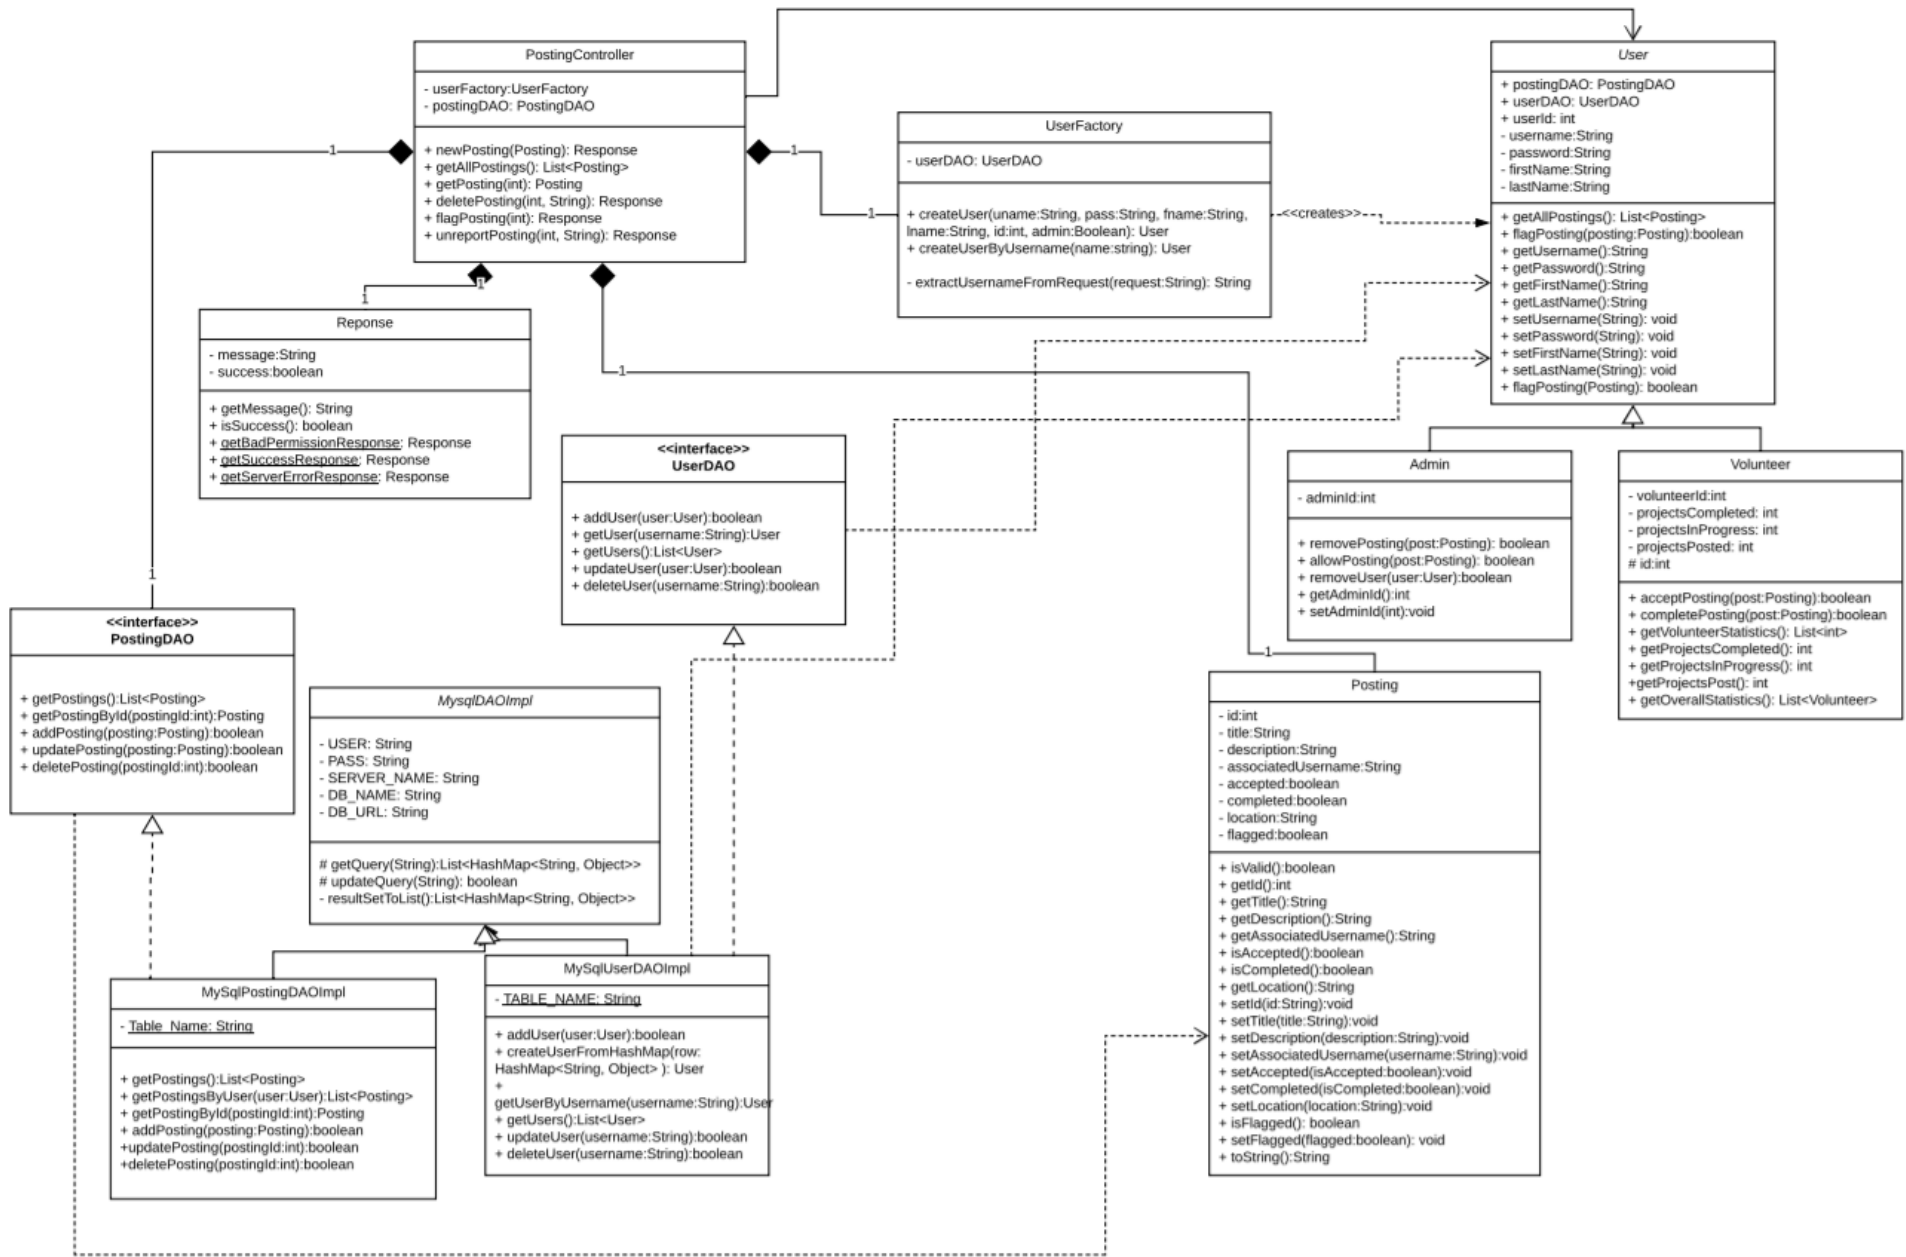 PostingController
- userFactory:UserFactory
- postingDAO: PostingDAO
+ newPosting(Posting): Response
+ getAllPostings(): List<Posting>
+ getPosting(int): Posting
+ deletePosting(int, String): Response
+ flagPosting(int): Response
+ unreportPosting(int, String): Response
1
1
1
1
1
1
1
1
UserFactory
- userDAO: UserDAO
+ createUser(uname:String, pass:String, fname:String,
lname:String, id:int, admin:Boolean): User
+ createUserByUsername(name:string): User
- extractUsernameFromRequest(request:String): String
<<creates>>
User
+ postingDAO: PostingDAO
+ userDAO: UserDAO
+ userId: int
- username:String
- password:String
- firstName:String
- lastName:String
+ getAllPostings(): List<Posting>
+ flagPosting(posting:Posting):boolean
+ getUsername():String
+ getPassword():String
+ getFirstName():String
+ getLastName():String
+ setUsername(String): void
+ setPassword(String): void
+ setFirstName(String): void
+ setLastName(String): void
+ flagPosting(Posting): boolean
Reponse
- message:String
- success:boolean
+ getMessage(): String
+ isSuccess(): boolean
+ getBadPermissionResponse: Response
+ getSuccessResponse: Response
+ getServerErrorResponse: Response
<<interface>>
UserDAO
+ addUser(user:User):boolean
+ getUser(username:String):User
+ getUsers():List<User>
+ updateUser(user:User):boolean
+ deleteUser(username:String):boolean
Admin
- adminId:int
+ removePosting(post:Posting): boolean
+ allowPosting(post:Posting): boolean
+ removeUser(user:User):boolean
+ getAdminId():int
+ setAdminId(int):void
Volunteer
- volunteerId:int
- projectsCompleted: int
- projectsInProgress: int
- projectsPosted: int
# id:int
+ acceptPosting(post:Posting):boolean
+ completePosting(post:Posting):boolean
+ getVolunteerStatistics(): List<int>
+ getProjectsCompleted(): int
+ getProjectsInProgress(): int
+getProjectsPost(): int
+ getOverallStatistics(): List<Volunteer>
<<interface>>
PostingDAO
+ getPostings():List<Posting>
+ getPostingById(postingId:int):Posting
+ addPosting(posting:Posting):boolean
+ updatePosting(posting:Posting):boolean
+ deletePosting(postingId:int):boolean
MysqlDAOImpl
- USER: String
- PASS: String
- SERVER_NAME: String
- DB_NAME: String
- DB_URL: String
# getQuery(String):List<HashMap<String, Object>>
# updateQuery(String): boolean
- resultSetToList():List<HashMap<String, Object>>
Posting
- id:int
- title:String
- description:String
- associatedUsername:String
- accepted:boolean
- completed:boolean
- location:String
- flagged:boolean
+ isValid():boolean
+ getId():int
+ getTitle():String
+ getDescription():String
+ getAssociatedUsername():String
+ isAccepted():boolean
+ isCompleted():boolean
+ getLocation():String
+ setId(id:String):void
+ setTitle(title:String):void
+ setDescription(description:String):void
+ setAssociatedUsername(username:String):void
+ setAccepted(isAccepted:boolean):void
+ setCompleted(isCompleted:boolean):void
+ setLocation(location:String):void
+ isFlagged(): boolean
+ setFlagged(flagged:boolean): void
+ toString():String
MySqlPostingDAOImpl
- Table_Name: String
+ getPostings():List<Posting>
+ getPostingsByUser(user:User):List<Posting>
+ getPostingById(postingId:int):Posting
+ addPosting(posting:Posting):boolean
+updatePosting(postingId:int):boolean
+deletePosting(postingId:int):boolean
MySqlUserDAOImpl
- TABLE_NAME: String
+ addUser(user:User):boolean
+ createUserFromHashMap(row:
HashMap<String, Object> ): User
+
getUserByUsername(username:String):User
+ getUsers():List<User>
+ updateUser(username:String):boolean
+ deleteUser(username:String):boolean